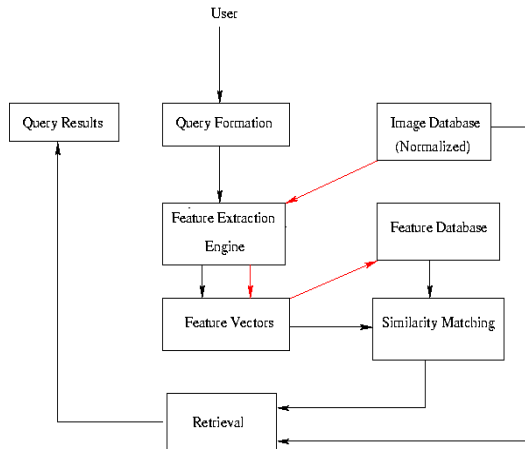 User
Query Results
Query Formation
Image Database
(Normalized)
Feature Extraction
Engine
Feature Database
Feature Vectors
Similarity Matching
Retrieval